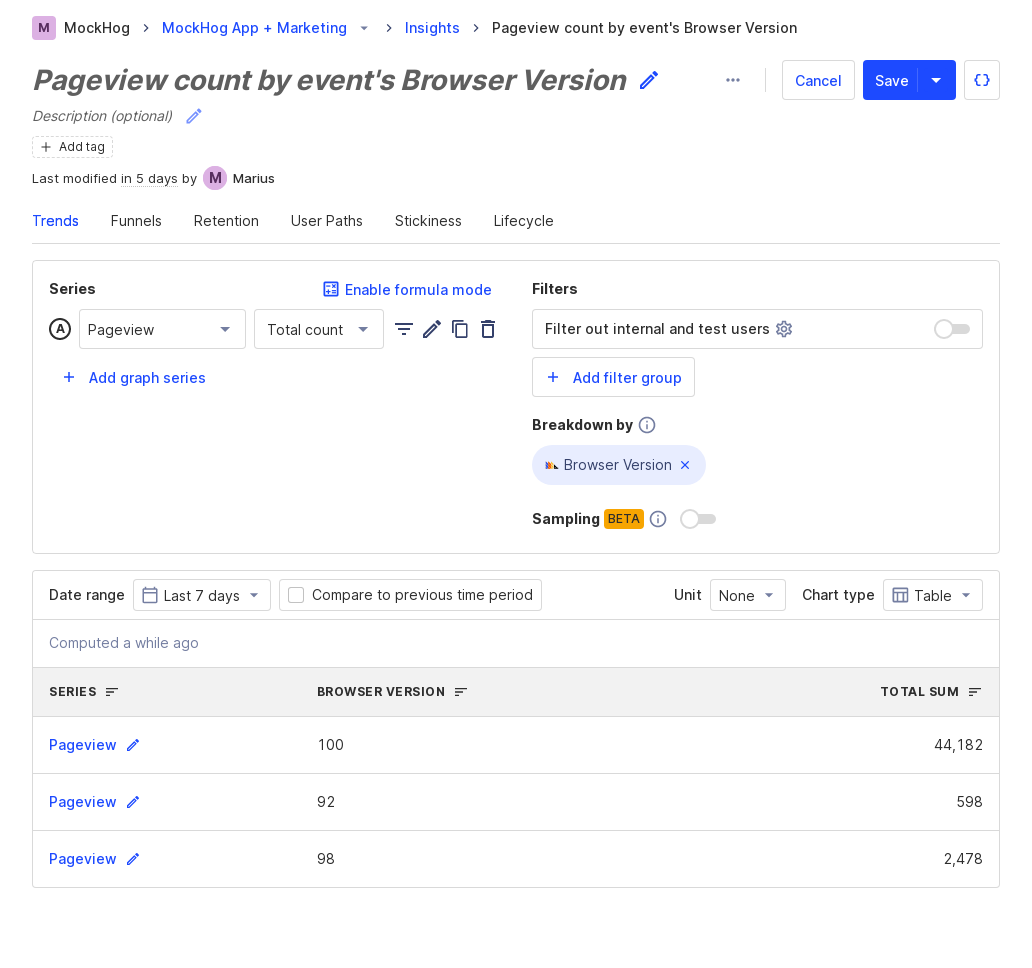 M MockHog MockHog App + Marketing Insights Pageview count by event's Browser Version
Pageview count by event's Browser Version
Cancel Save
Description (optional)
Add tag
Last modified in 5 days by M Marius
Trends Funnels Retention User Paths Stickiness Lifecycle
Series Enable formula mode
A Pageview Total count
+ Add graph series
Filters
Filter out internal and test users
+ Add filter group
Breakdown by
Browser Version
Sampling BETA
Date range Last 7 days Compare to previous time period Unit None Chart type Table
Computed a while ago
SERIES BROWSER VERSION TOTAL SUM
Pageview 100 44,182
Pageview 92 598
Pageview 98 2,478